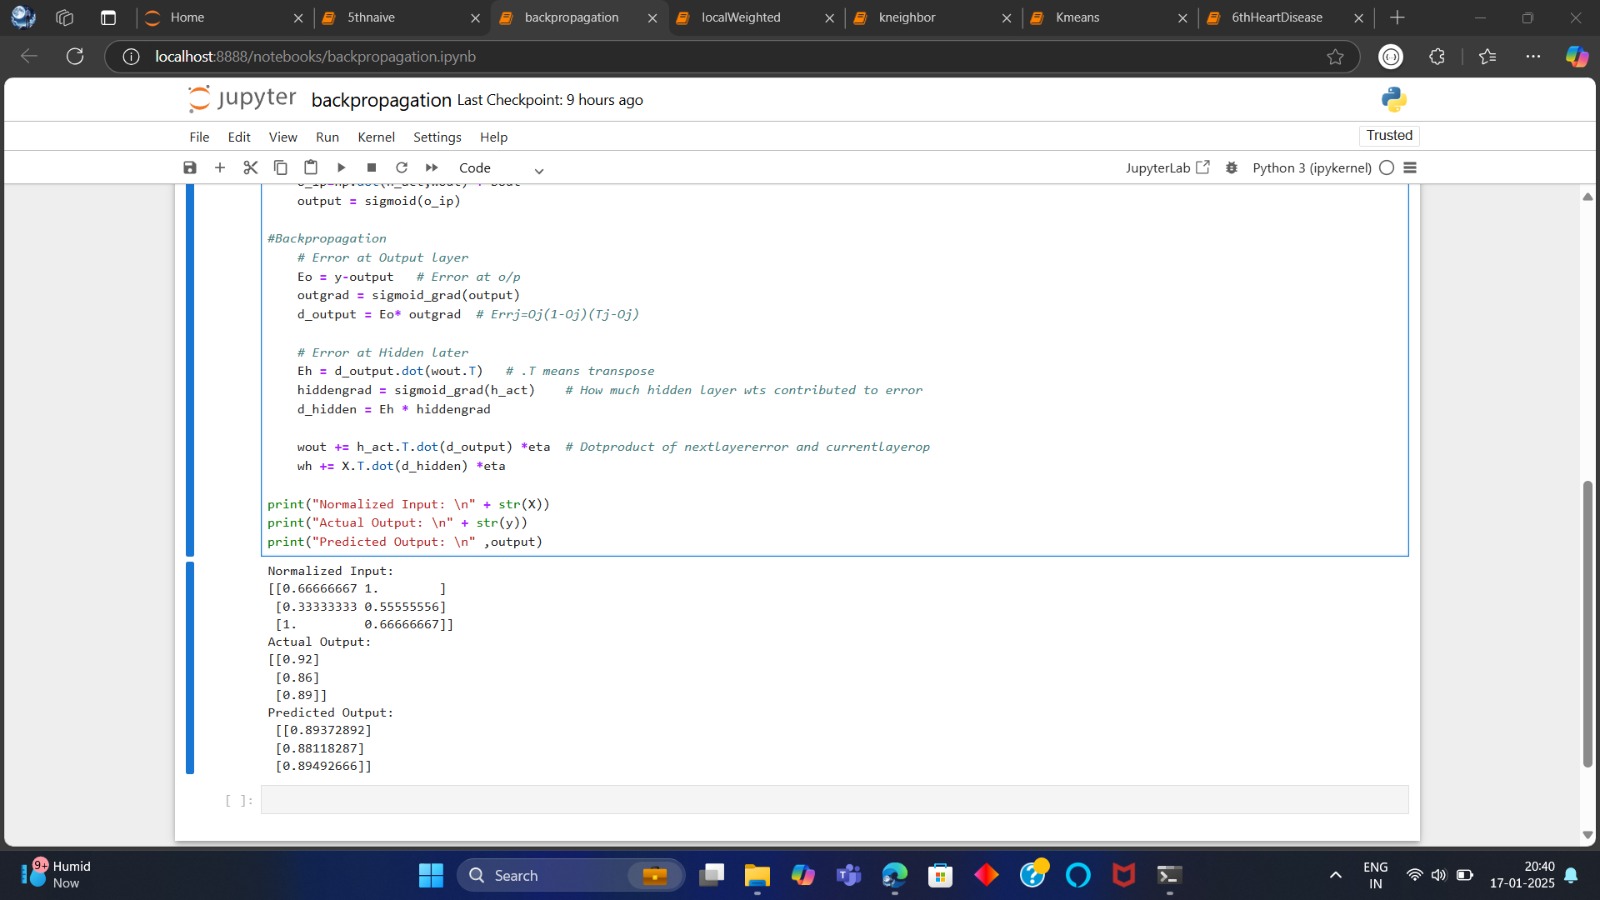 Home
5thnaive
backpropagation
localWeighted
kneighbor
Kmeans
6thHeartDisease
localhost:8888/notebooks/backpropagation.ipynb
jupyter backpropagation Last Checkpoint: 9 hours ago
File Edit View Run Kernel Settings Help
Trusted
Code
JupyterLab
Python 3 (ipykernel)
output = sigmoid(o_ip)
#Backpropagation
# Error at Output layer
Eo = y-output # Error at o/p
outgrad = sigmoid_grad(output)
d_output = Eo* outgrad # Errj=Oj(1-Oj)(Tj-Oj)
# Error at Hidden later
Eh = d_output.dot(wout.T) # .T means transpose
hiddengrad = sigmoid_grad(h_act) # How much hidden layer wts contributed to error
d_hidden = Eh * hiddengrad
wout += h_act.T.dot(d_output) *eta # Dotproduct of nextlayererror and currentlayerop
wh += X.T.dot(d_hidden) *eta
print("Normalized Input: \n" + str(X))
print("Actual Output: \n" + str(y))
print("Predicted Output: \n" ,output)
Normalized Input:
[[0.66666667 1. ]
[0.33333333 0.55555556]
[1. 0.66666667]]
Actual Output:
[[0.92]
[0.86]
[0.89]]
Predicted Output:
[[0.89372892]
[0.88118287]
[0.89492666]]
[ ]:
9+
Humid
Now
Search
ENG
IN
20:40
17-01-2025